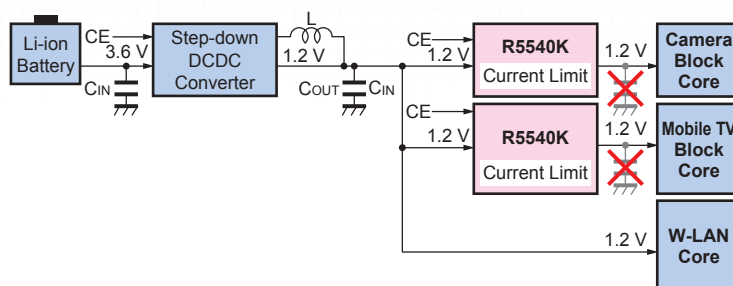 Li-ion
Battery
CE
3.6 V
CIN
Step-down
DCDC
Converter
L
1.2 V
COUT
CIN
CE
1.2 V
R5540K
Current Limit
1.2 V
Camera
Block
Core
CE
1.2 V
R5540K
Current Limit
1.2 V
Mobile TV
Block
Core
1.2 V
W-LAN
Core